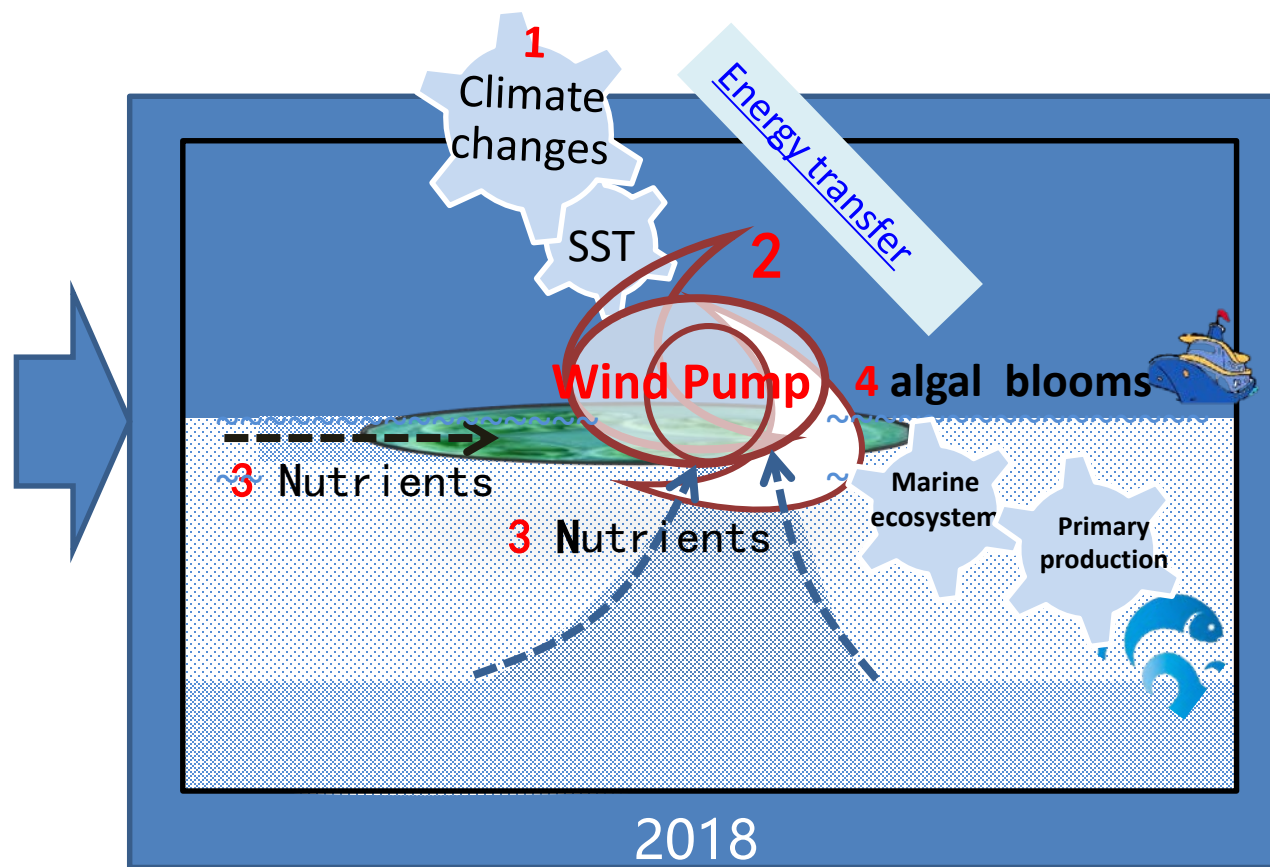 1
Climate
changes
Energy transfer
SST
2
Wind Pump
4 algal blooms
3 Nutrients
Marine
ecosystem
3 Nutrients
Primary
production
2018